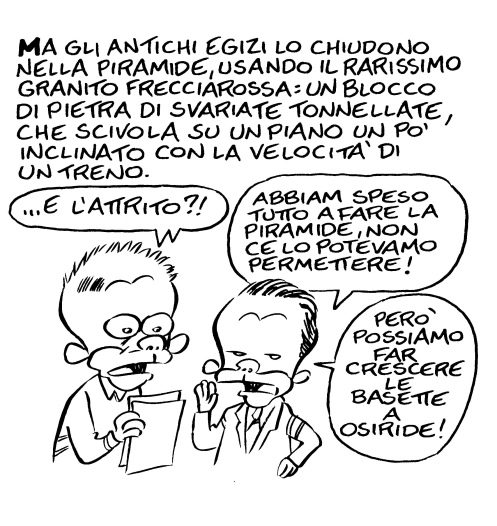 MA GLI ANTICHI EGIZI LO CHIUDONO
NELLA PIRAMIDE, USANDO IL RARISSIMO
GRANITO FRECCIAROSSA: UN BLOCCO
DI PIETRA DI SVARIATE TONNELLATE,
CHE SCIVOLA SU UN PIANO UN PO'
INCLINATO CON LA VELOCITA' DI
UN TRENO.
...E L'ATTRITO?!
ABBIAM SPESO
TUTTO A FARE LA
PIRAMIDE, NON
CE LO POTEVAMO
PERMETTERE!
PERO'
POSSIAMO
FAR
CRESCERE
LE
BASETTE
A
OSIRIDE!